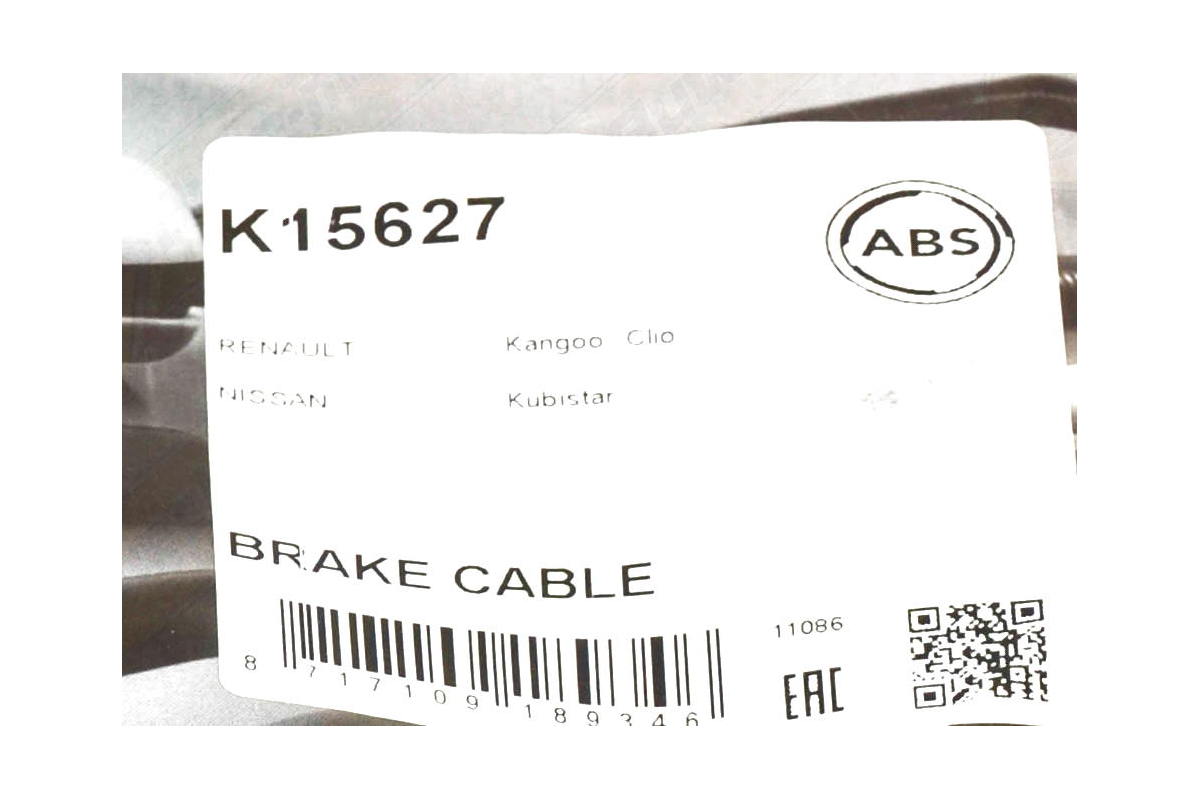 K15627
ABS
RENAULT Kangoo Clio
NISSAN Kubistar
BRAKE CABLE
11086
8 717109 189346
EAC